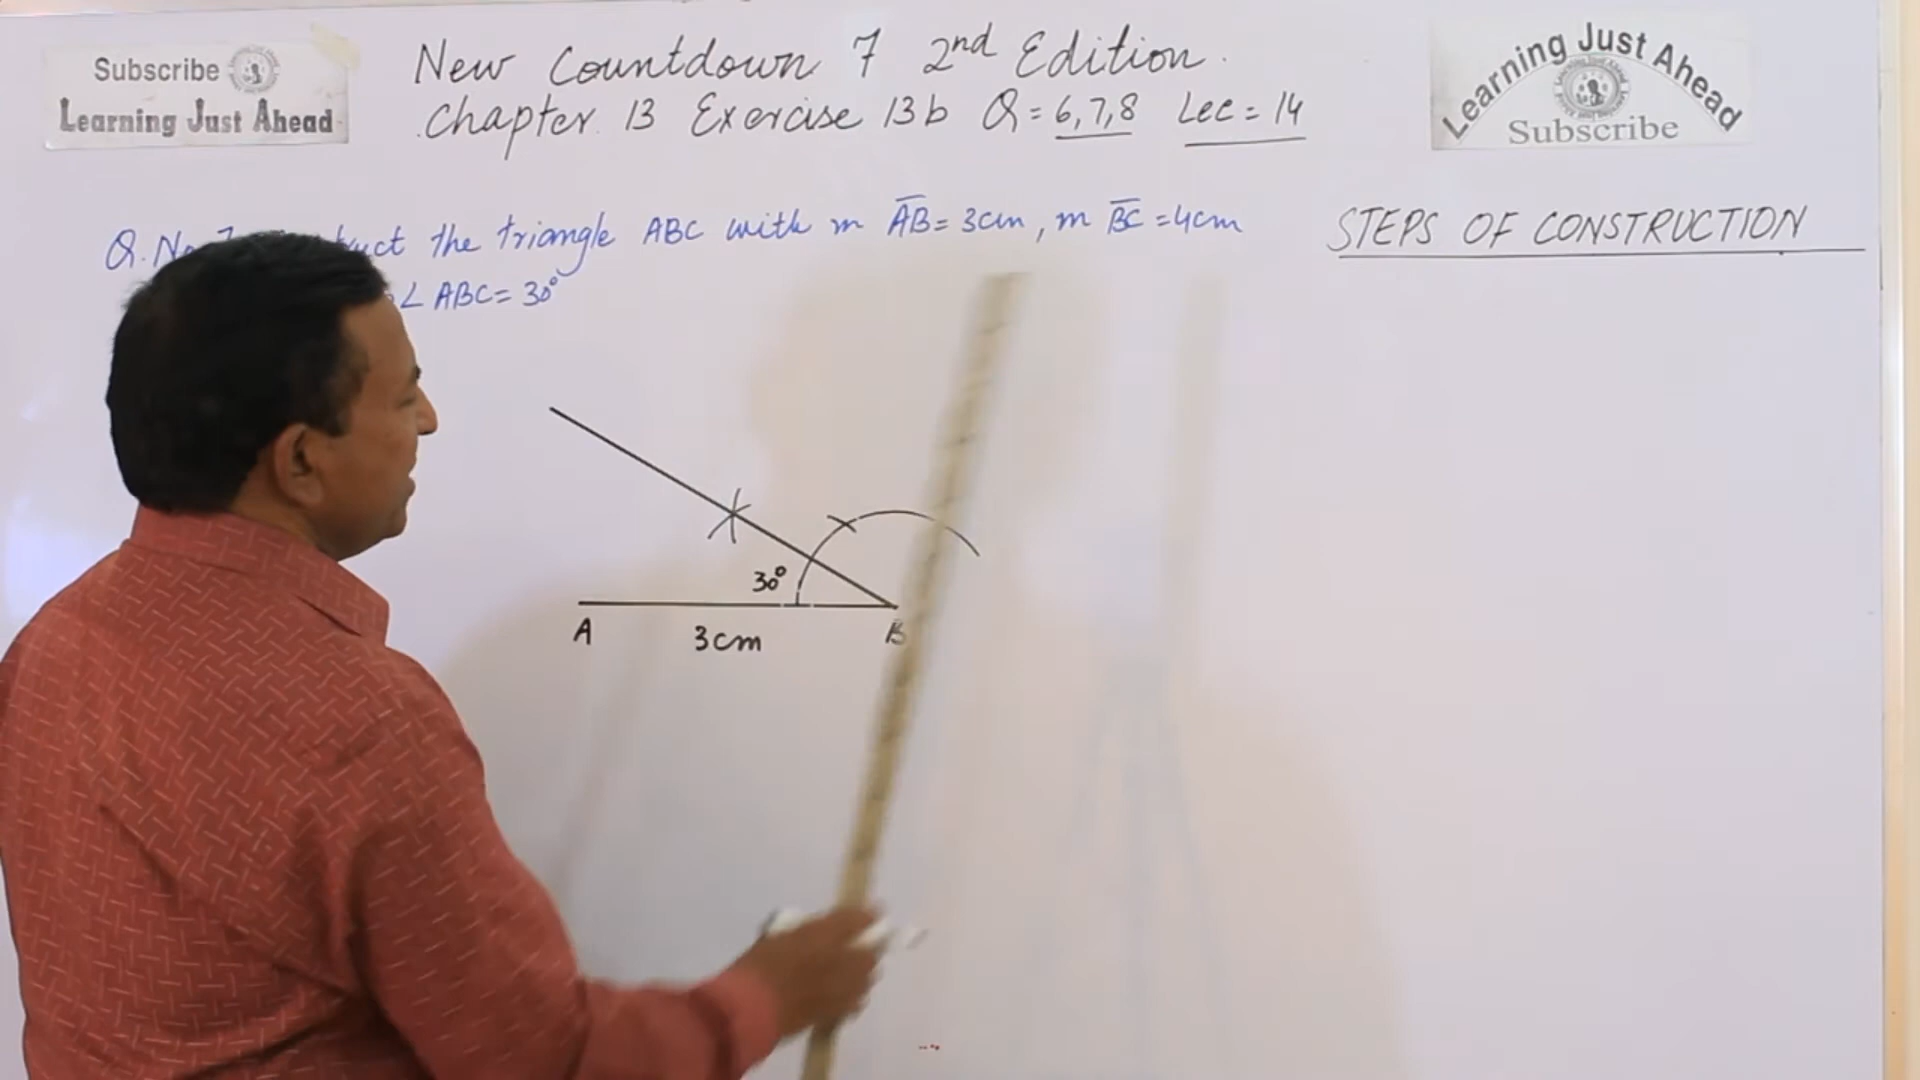 Subscribe
Learning Just Ahead
New Countdown 7 2nd Edition.
Chapter 13 Exercise 13b Q = 6,7,8 Lec = 14
Learning Just Ahead
Subscribe
Q. No the triangle ABC with m AB = 3cm, m BC = 4cm
∠ ABC = 30°
STEPS OF CONSTRUCTION
30°
A 3cm B